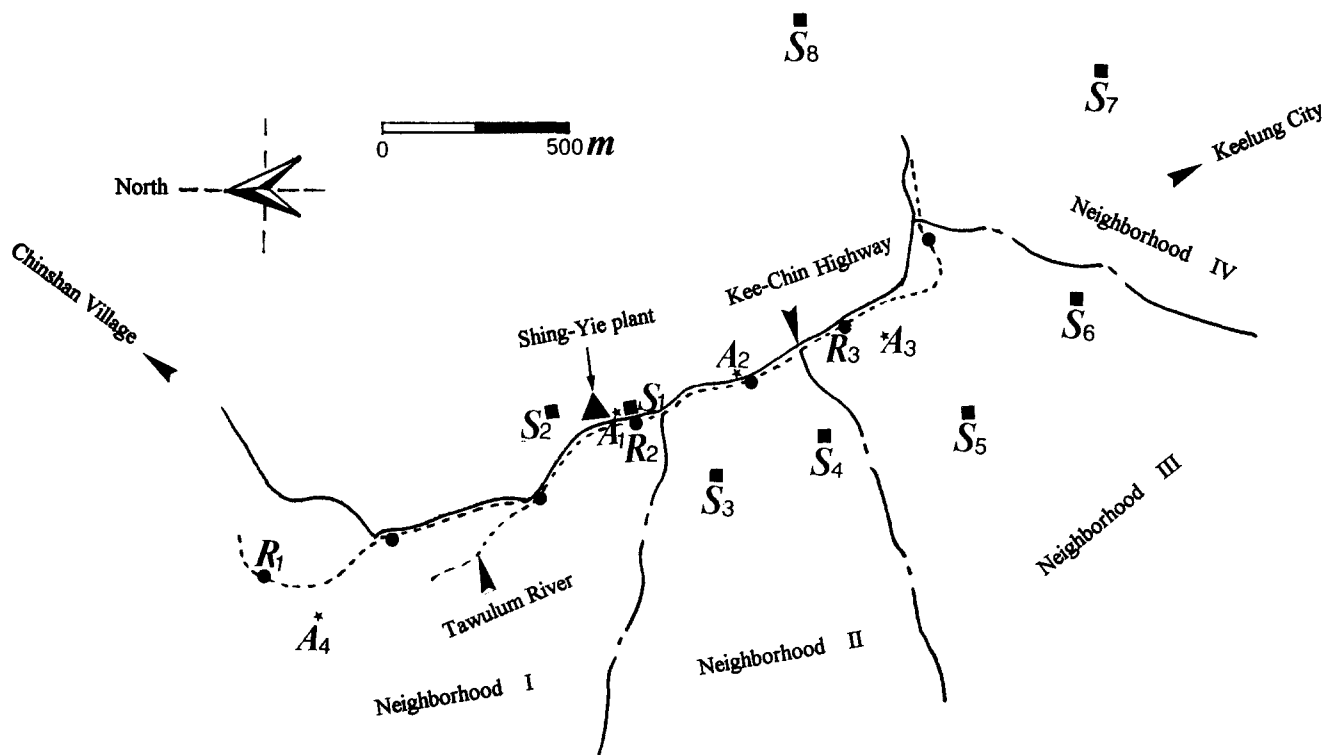 S8
S7
0 500 m
North
Keelung City
Neighborhood IV
Kee-Chin Highway
Chinshan Village
Shing-Yie plant
S6
R3
A3
A2
S1
S2
A1
R2
S5
S4
S3
Neighborhood III
R1
Tawulum River
A4
Neighborhood II
Neighborhood I